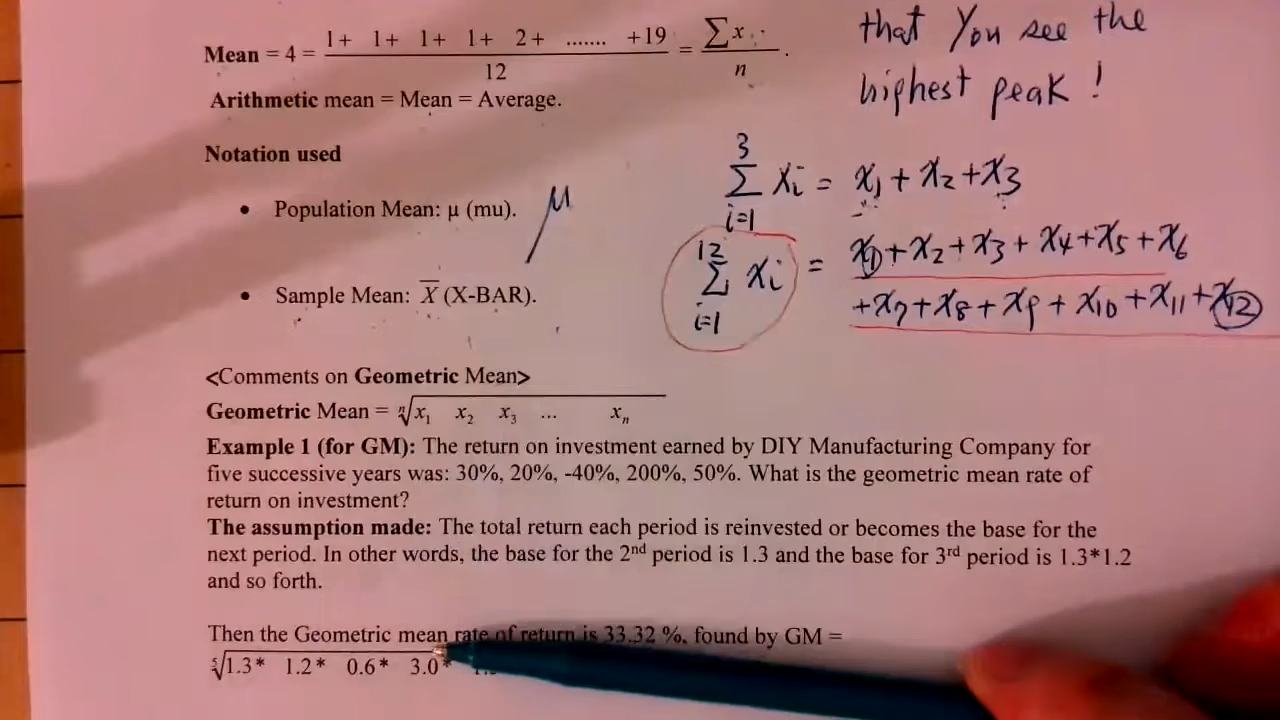 Mean = 4 = 1+ 1+ 1+ 1+ 2+ ....... +19 / 12 = ∑x / n .
Arithmetic mean = Mean = Average.
that You see the
highest peak !
Notation used
3
∑ xi = x1 + x2 + x3
i=1
• Population Mean: μ (mu). μ
12
∑ xi = x1 + x2 + x3 + x4 + x5 + x6
i=1
+ x7 + x8 + x9 + x10 + x11 + x12
• Sample Mean: X̅ (X-BAR).
<Comments on Geometric Mean>
Geometric Mean = ⁿ√x₁ x₂ x₃ ... xₙ
Example 1 (for GM): The return on investment earned by DIY Manufacturing Company for
five successive years was: 30%, 20%, -40%, 200%, 50%. What is the geometric mean rate of
return on investment?
The assumption made: The total return each period is reinvested or becomes the base for the
next period. In other words, the base for the 2nd period is 1.3 and the base for 3rd period is 1.3*1.2
and so forth.
Then the Geometric mean rate of return is 33.32 %, found by GM =
⁵√1.3* 1.2* 0.6* 3.0*